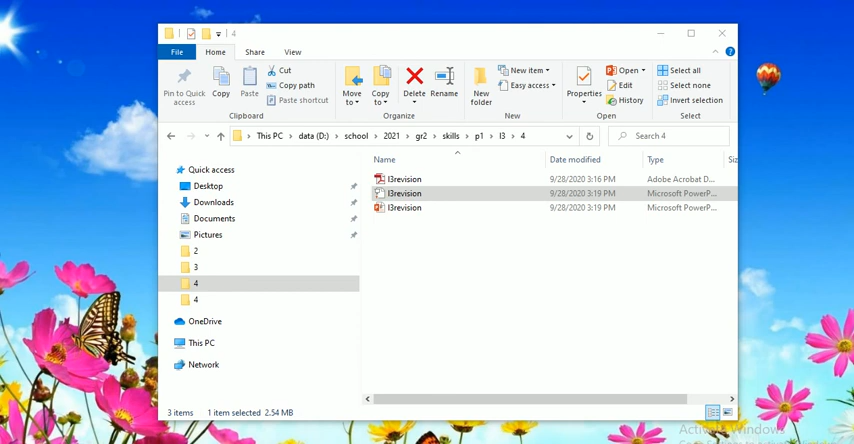 4
File Home Share View
Pin to Quick access
Copy
Paste
Cut
Copy path
Paste shortcut
Move to
Copy to
Delete
Rename
New folder
New item
Easy access
Properties
Open
Edit
History
Select all
Select none
Invert selection
Clipboard Organize New Open Select
This PC > data (D:) > school > 2021 > gr2 > skills > p1 > l3 > 4
Search 4
Name Date modified Type Siz
l3revision 9/28/2020 3:16 PM Adobe Acrobat D...
l3revision 9/28/2020 3:19 PM Microsoft PowerP...
l3revision 9/28/2020 3:19 PM Microsoft PowerP...
Quick access
Desktop
Downloads
Documents
Pictures
2
3
4
4
OneDrive
This PC
Network
3 items 1 item selected 2.54 MB
Activate Windows